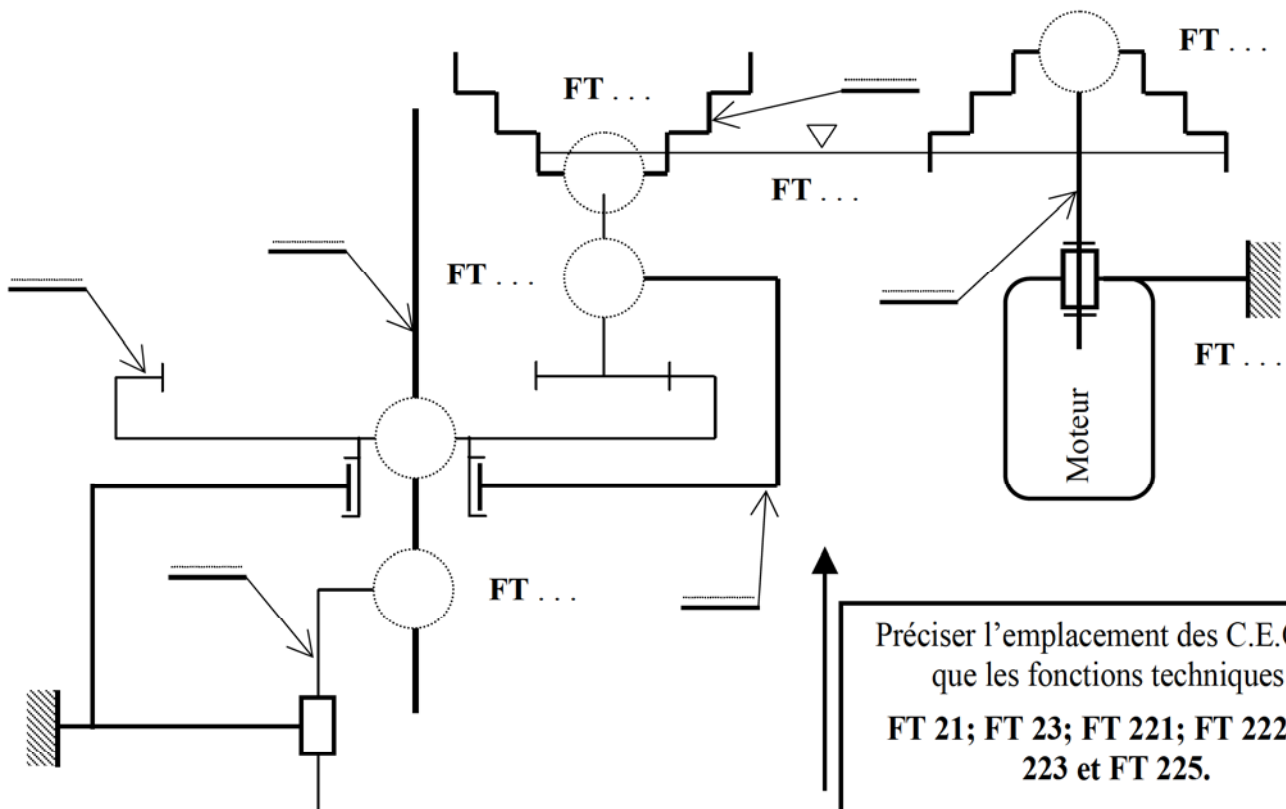 FT . . .
FT . . .
FT . . .
FT . . .
FT . . .
Moteur
FT . . .
Préciser l'emplacement des C.E.
que les fonctions techniques
FT 21; FT 23; FT 221; FT 222
223 et FT 225.